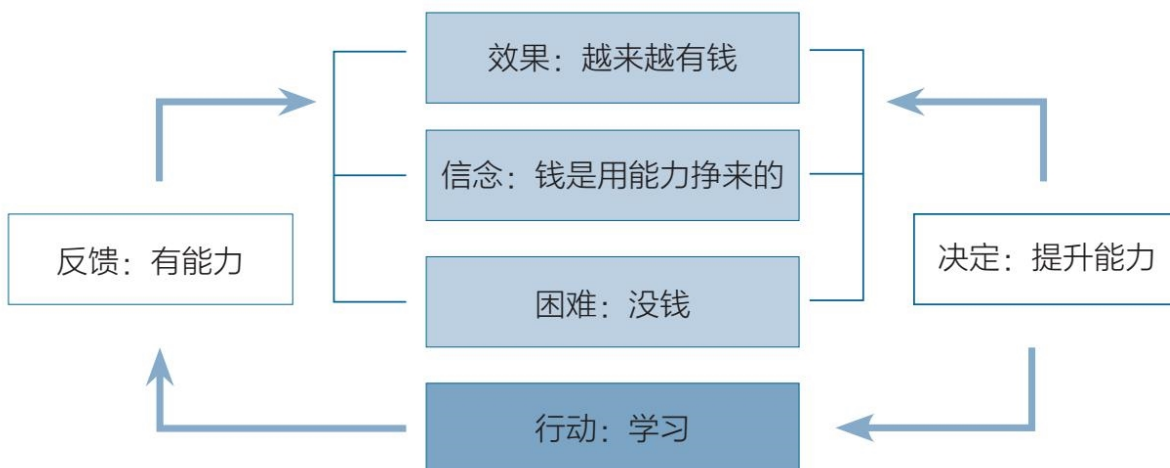 效果：越来越有钱
信念：钱是用能力挣来的
反馈：有能力
决定：提升能力
困难：没钱
行动：学习